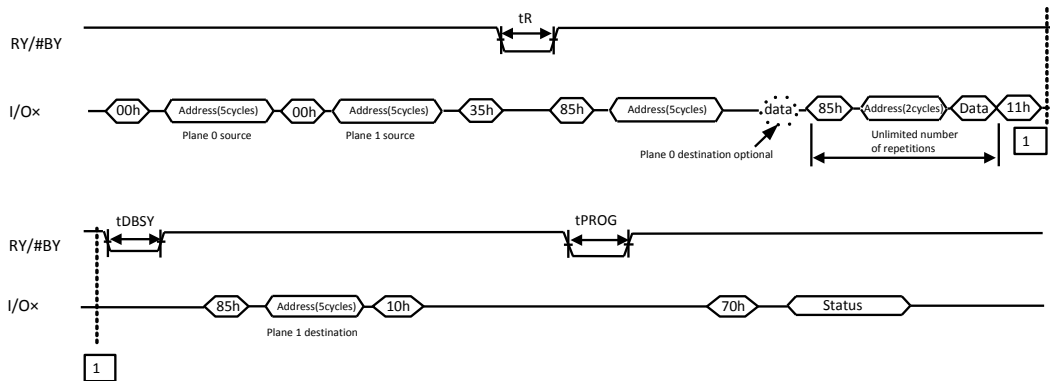 tR
RY/#BY
I/O×
00h
Address(5cycles)
00h
Address(5cycles)
35h
85h
Address(5cycles)
data
85h
Address(2cycles)
Data
11h
Plane 0 source
Plane 1 source
Plane 0 destination optional
Unlimited number
of repetitions
1
tDBSY
tPROG
RY/#BY
I/O×
85h
Address(5cycles)
10h
70h
Status
Plane 1 destination
1